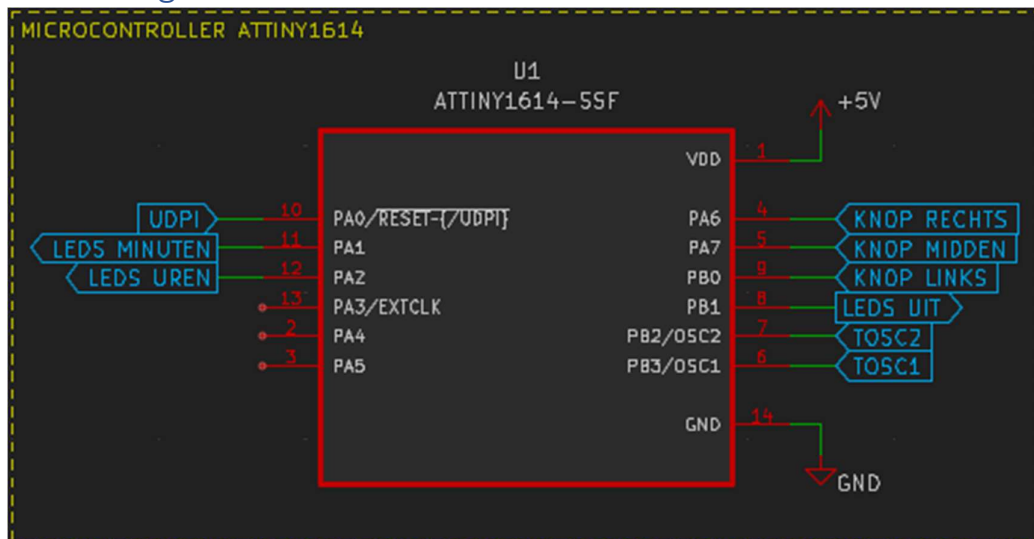 MICROCONTROLLER ATTINY1614
U1
ATTINY1614-SSF
+5V
VDD 1
UDPI 10 PA0/RESET-{/UDPI}
PA6 4 KNOP RECHTS
LEDS MINUTEN 11 PA1
PA7 5 KNOP MIDDEN
LEDS UREN 12 PA2
PB0 9 KNOP LINKS
13 PA3/EXTCLK
PB1 8 LEDS UIT
2 PA4
PB2/OSC2 7 TOSC2
3 PA5
PB3/OSC1 6 TOSC1
GND 14
GND